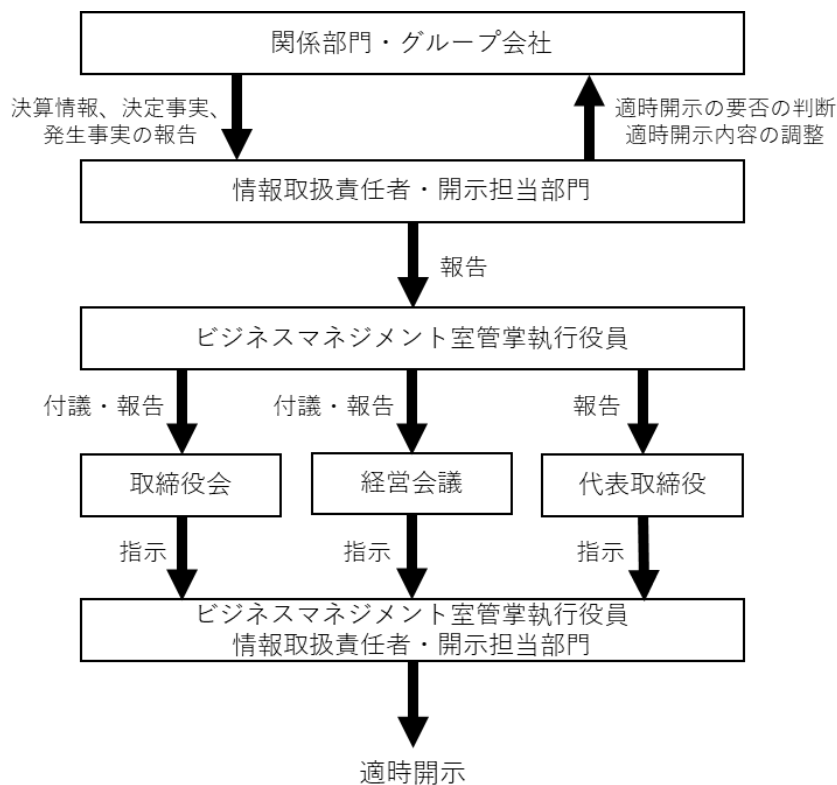 関係部門・グループ会社
決算情報、決定事実、
発生事実の報告
適時開示の要否の判断
適時開示内容の調整
情報取扱責任者・開示担当部門
報告
ビジネスマネジメント室管掌執行役員
付議・報告
付議・報告
報告
取締役会
経営会議
代表取締役
指示
指示
指示
ビジネスマネジメント室管掌執行役員
情報取扱責任者・開示担当部門
適時開示